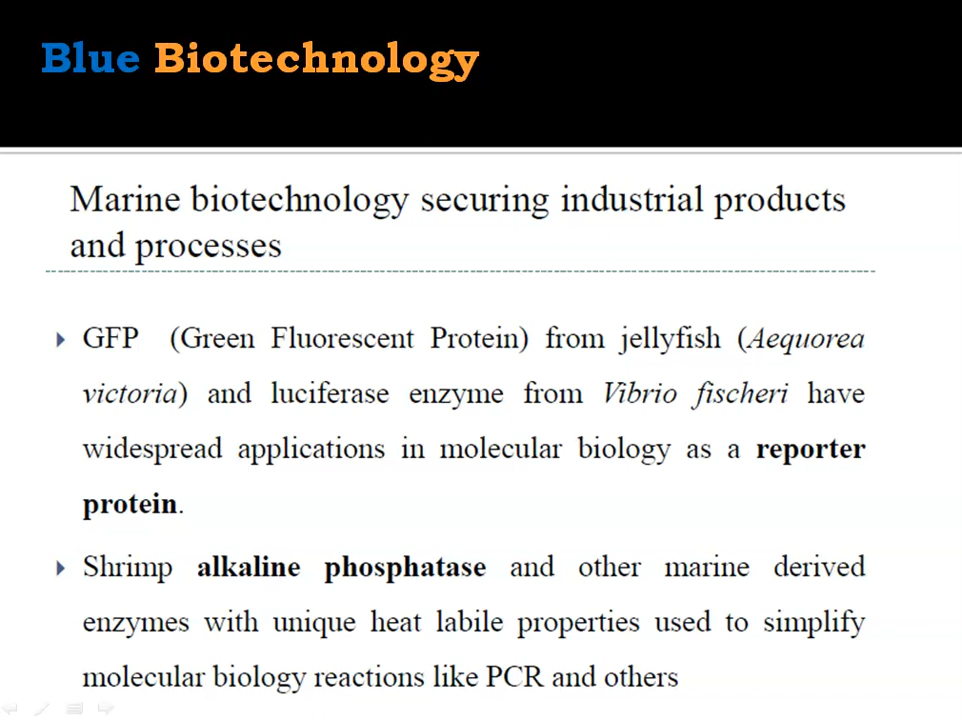 Blue Biotechnology
Marine biotechnology securing industrial products
and processes
GFP (Green Fluorescent Protein) from jellyfish (Aequorea
victoria) and luciferase enzyme from Vibrio fischeri have
widespread applications in molecular biology as a reporter
protein.
Shrimp alkaline phosphatase and other marine derived
enzymes with unique heat labile properties used to simplify
molecular biology reactions like PCR and others